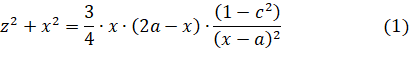 z² + x² = 3/4 · x · (2a − x) · (1 − c²)/(x − a)² (1)